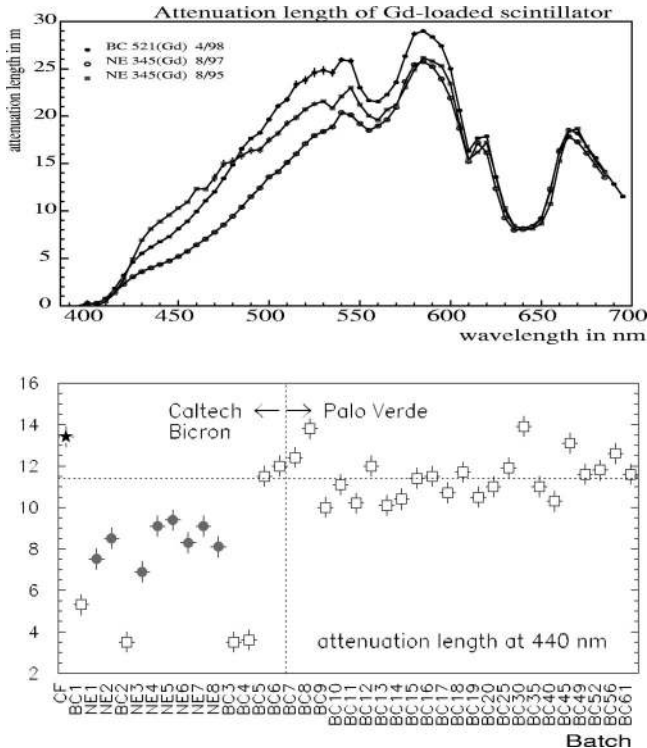 Attenuation length of Gd-loaded scintillator
attenuation length in m
30
25
20
15
10
5
0
BC 521(Gd) 4/98
NE 345(Gd) 8/97
NE 345(Gd) 8/95
400 450 500 550 600 650 700
wavelength in nm
16
14
12
10
8
6
4
2
Caltech Palo Verde
Bicron
attenuation length at 440 nm
CF
BC1
NE1
NE2
BC2
NE3
NE4
NE5
NE6
NE7
NE8
BC3
BC4
BC5
BC6
BC7
BC8
BC9
BC10
BC11
BC12
BC13
BC14
BC15
BC16
BC17
BC18
BC19
BC20
BC25
BC30
BC35
BC40
BC45
BC49
BC52
BC56
BC61
Batch